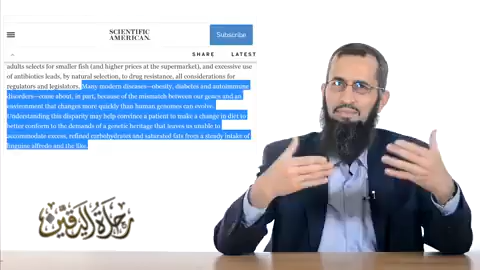 SCIENTIFIC
AMERICAN.
Subscribe
SHARE LATEST
adults selects for smaller fish (and higher prices at the supermarket), and excessive use
of antibiotics leads, by natural selection, to drug resistance, all considerations for
regulators and legislators. Many modern diseases—obesity, diabetes and autoimmune
disorders—come about, in part, because of the mismatch between our genes and an
environment that changes more quickly than human genomes can evolve.
Understanding this disparity may help convince a patient to make a change in diet to
better conform to the demands of a genetic heritage that leaves us unable to
accommodate excess, refined carbohydrates and saturated fats from a steady intake of
linguine alfredo and the like.
رحلة اليقين